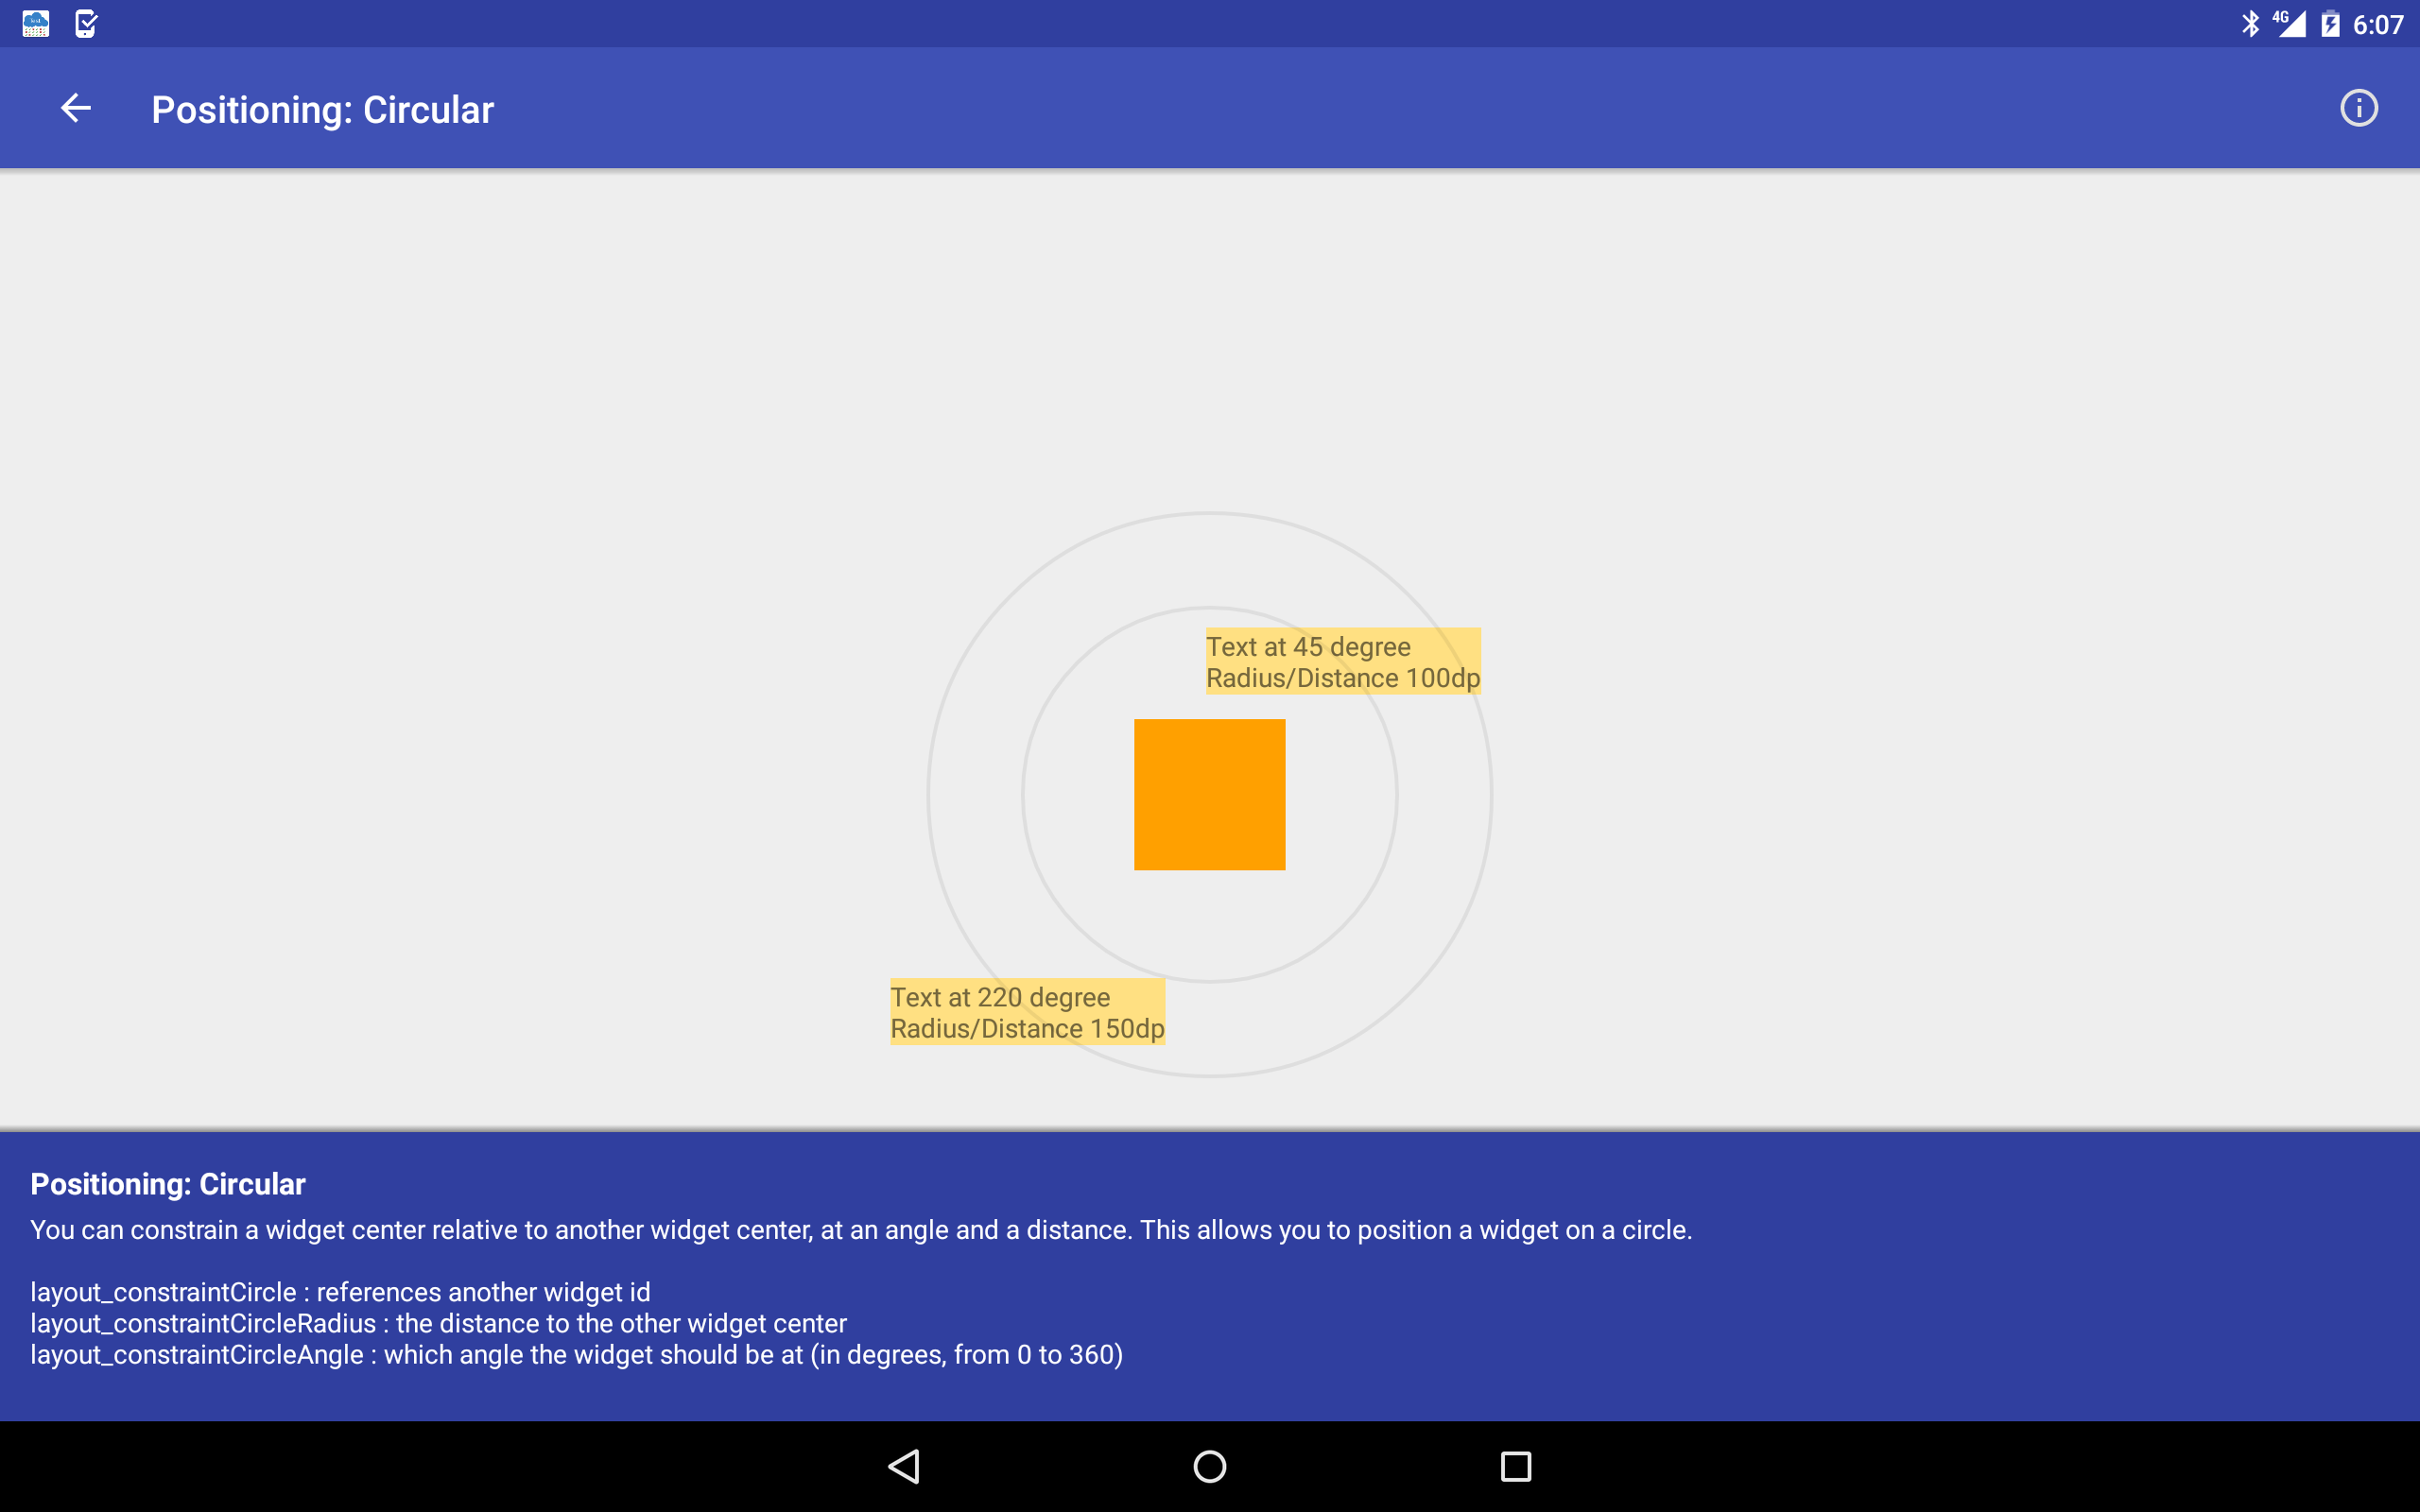 4G 6:07
Positioning: Circular
Text at 45 degree
Radius/Distance 100dp
Text at 220 degree
Radius/Distance 150dp
Positioning: Circular
You can constrain a widget center relative to another widget center, at an angle and a distance. This allows you to position a widget on a circle.
layout_constraintCircle : references another widget id
layout_constraintCircleRadius : the distance to the other widget center
layout_constraintCircleAngle : which angle the widget should be at (in degrees, from 0 to 360)